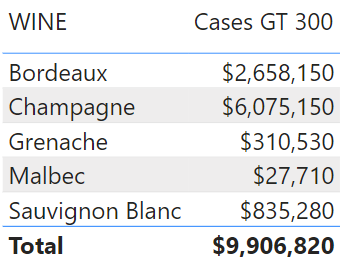 WINE Cases GT 300
Bordeaux $2,658,150
Champagne $6,075,150
Grenache $310,530
Malbec $27,710
Sauvignon Blanc $835,280
Total $9,906,820